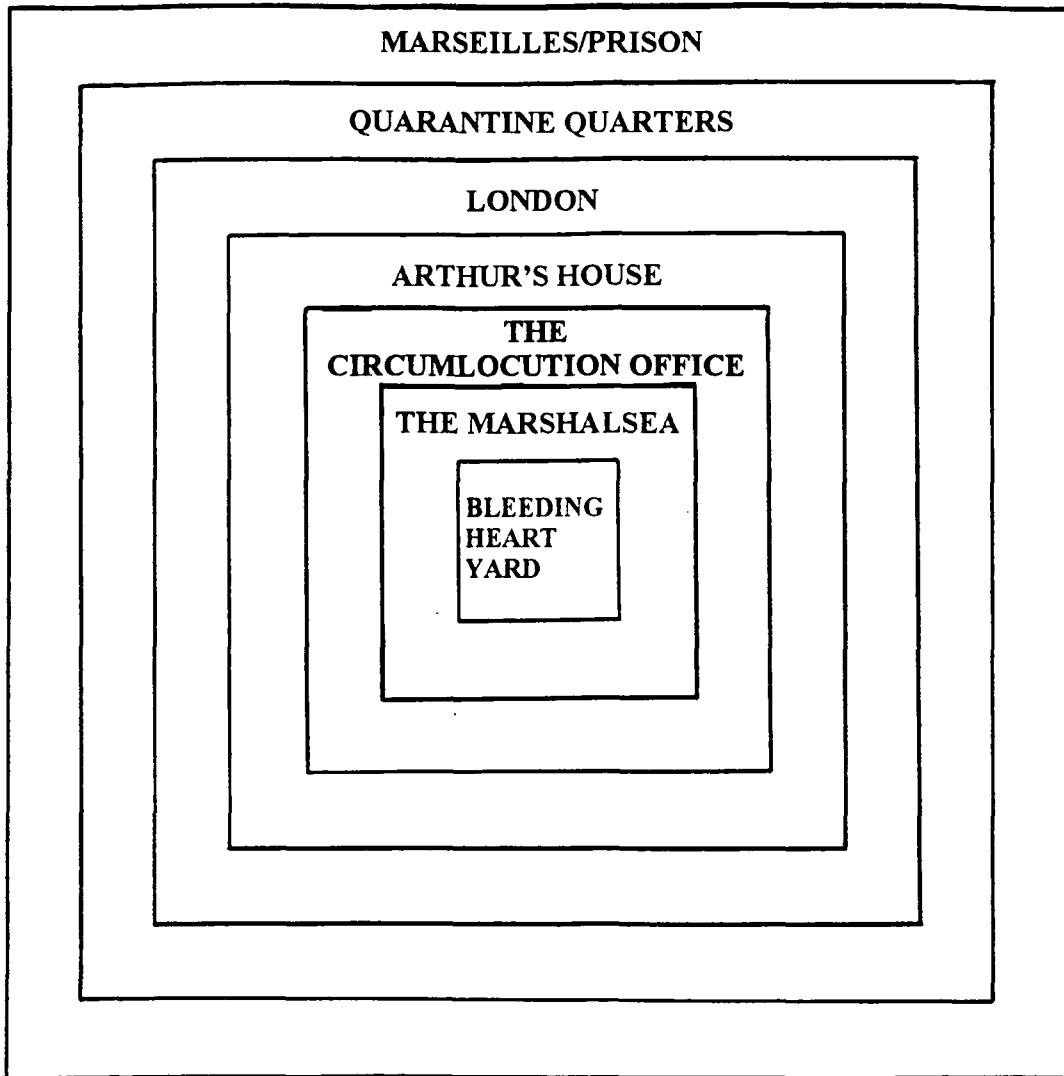 MARSEILLES/PRISON
QUARANTINE QUARTERS
LONDON
ARTHUR'S HOUSE
THE
CIRCUMLOCUTION OFFICE
THE MARSHALSEA
BLEEDING
HEART
YARD